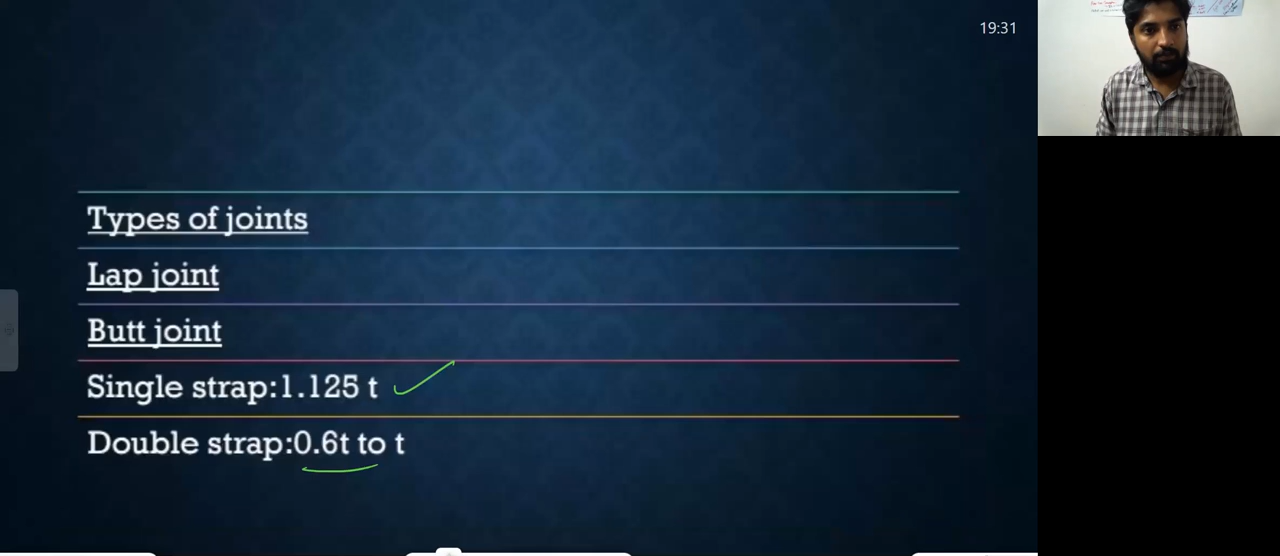 19:31
Types of joints
Lap joint
Butt joint
Single strap:1.125 t
Double strap:0.6t to t